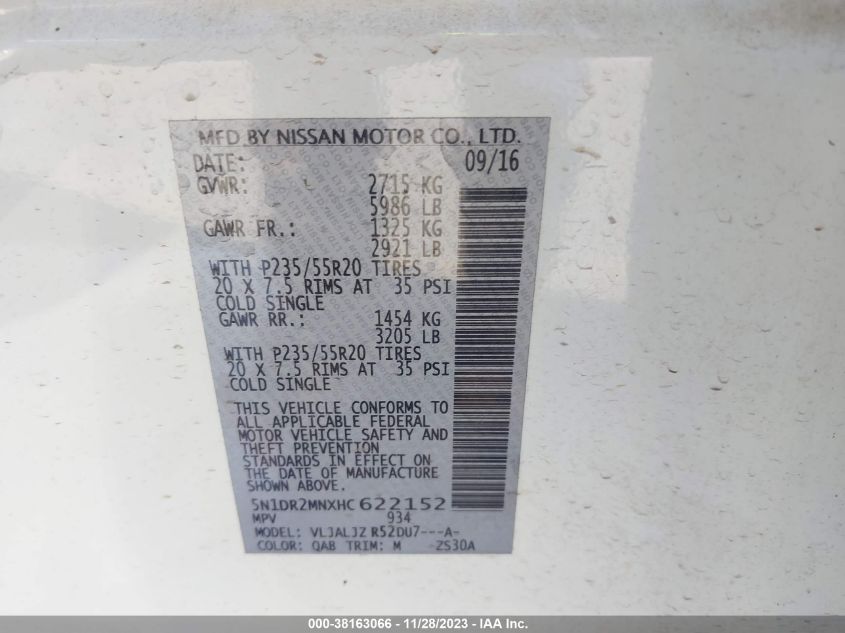 MFD BY NISSAN MOTOR CO., LTD.
DATE: 09/16
GVWR: 2715 KG
5986 LB
GAWR FR.: 1325 KG
2921 LB
WITH P235/55R20 TIRES
20 X 7.5 RIMS AT 35 PSI
COLD SINGLE
GAWR RR.: 1454 KG
3205 LB
WITH P235/55R20 TIRES
20 X 7.5 RIMS AT 35 PSI
COLD SINGLE
THIS VEHICLE CONFORMS TO
ALL APPLICABLE FEDERAL
MOTOR VEHICLE SAFETY AND
THEFT PREVENTION
STANDARDS IN EFFECT ON
THE DATE OF MANUFACTURE
SHOWN ABOVE.
5N1DR2MNXHC622152
MPV 934
MODEL: VLJALJZ R52DU7---A-
COLOR: QAB TRIM: M ZS30A
000-38163066 - 11/28/2023 - IAAI Inc.